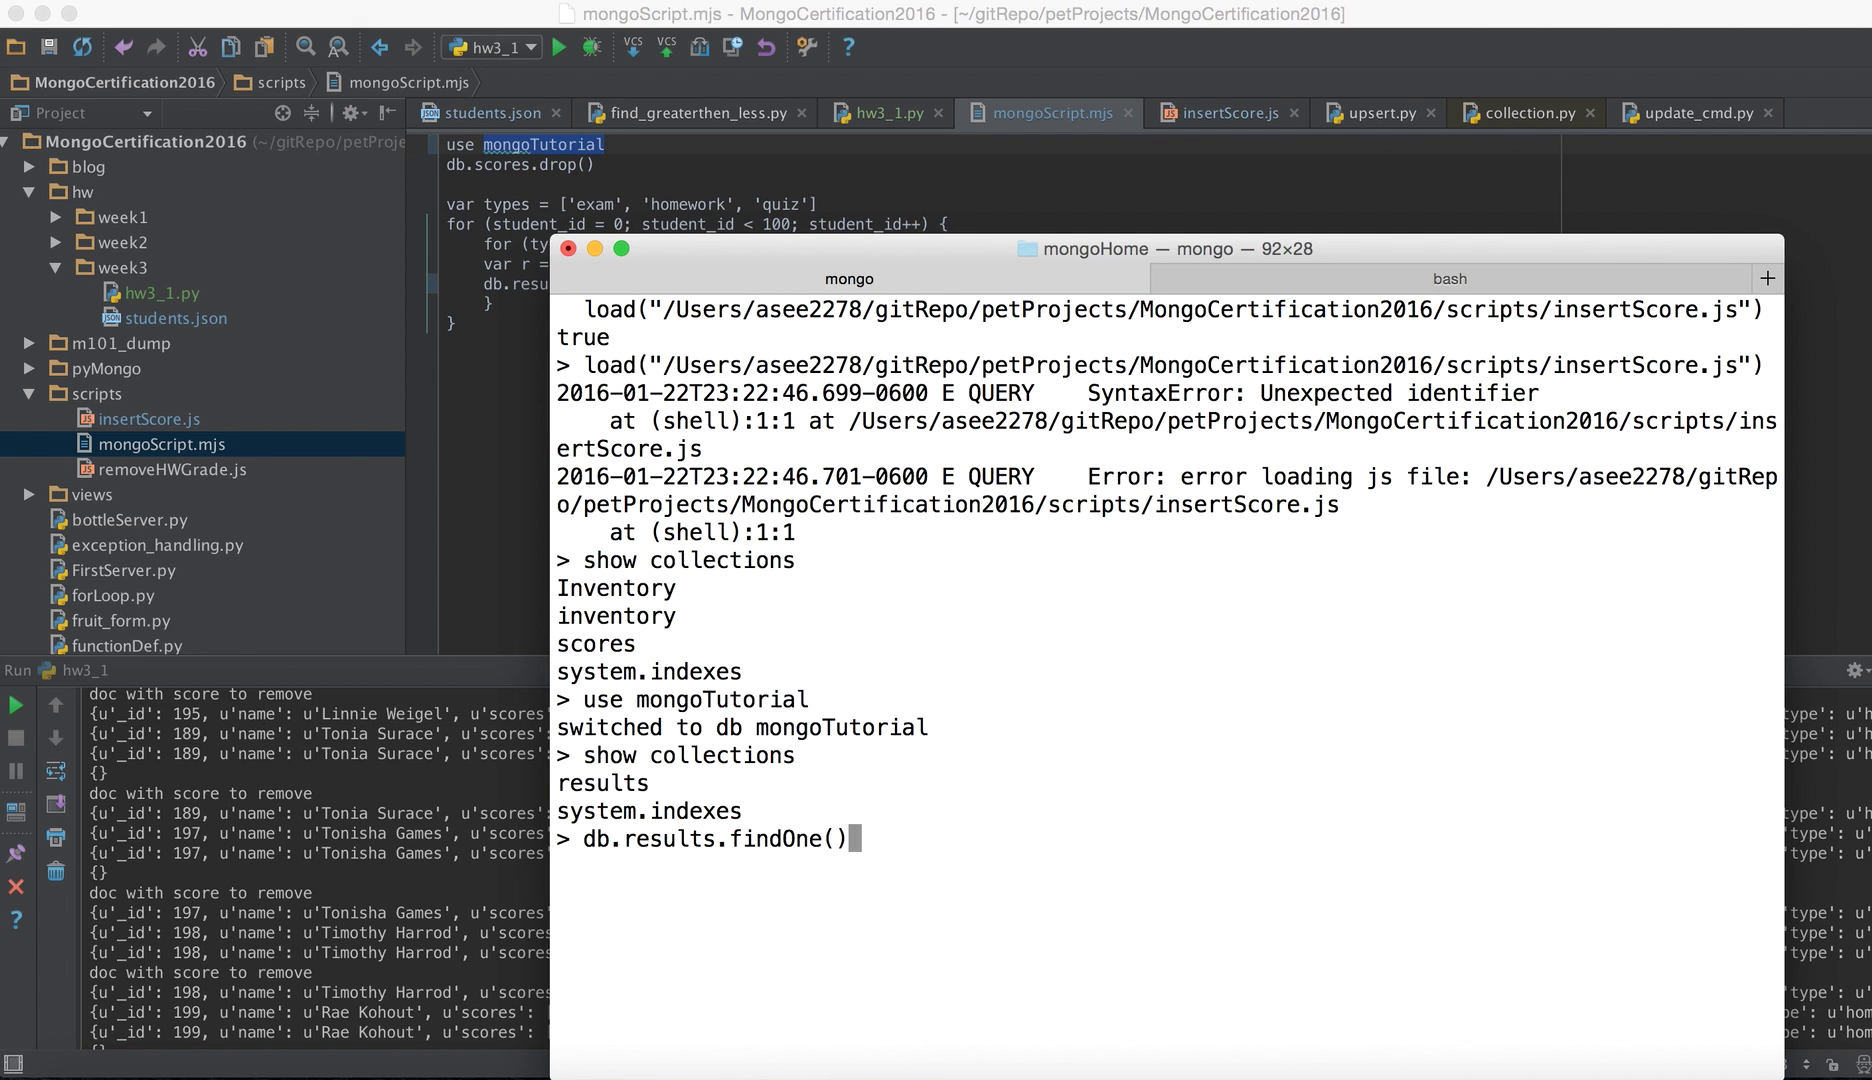 mongoScript.mjs - MongoCertification2016 - [~/gitRepo/petProjects/MongoCertification2016]
hw3_1
VCS VCS
?
MongoCertification2016 scripts mongoScript.mjs
Project
students.json find_greaterthen_less.py hw3_1.py mongoScript.mjs insertScore.js upsert.py collection.py update_cmd.py
MongoCertification2016 (~/gitRepo/petProje
blog
hw
week1
week2
week3
hw3_1.py
students.json
m101_dump
pyMongo
scripts
insertScore.js
mongoScript.mjs
removeHWGrade.js
views
bottleServer.py
exception_handling.py
FirstServer.py
forLoop.py
fruit_form.py
functionDef.py
use mongoTutorial
db.scores.drop()
var types = ['exam', 'homework', 'quiz']
for (student_id = 0; student_id < 100; student_id++) {
for (ty
var r =
db.resu
}
}
mongoHome — mongo — 92×28
mongo bash +
load("/Users/asee2278/gitRepo/petProjects/MongoCertification2016/scripts/insertScore.js")
true
> load("/Users/asee2278/gitRepo/petProjects/MongoCertification2016/scripts/insertScore.js")
2016-01-22T23:22:46.699-0600 E QUERY    SyntaxError: Unexpected identifier
at (shell):1:1 at /Users/asee2278/gitRepo/petProjects/MongoCertification2016/scripts/ins
ertScore.js
2016-01-22T23:22:46.701-0600 E QUERY    Error: error loading js file: /Users/asee2278/gitRep
o/petProjects/MongoCertification2016/scripts/insertScore.js
at (shell):1:1
> show collections
Inventory
inventory
scores
system.indexes
> use mongoTutorial
switched to db mongoTutorial
> show collections
results
system.indexes
> db.results.findOne()
Run hw3_1
doc with score to remove
{u'_id': 195, u'name': u'Linnie Weigel', u'scores' type': u'h
{u'_id': 189, u'name': u'Tonia Surace', u'scores': 'type': u'
{u'_id': 189, u'name': u'Tonia Surace', u'scores': 'type': u'
{}
doc with score to remove
{u'_id': 189, u'name': u'Tonia Surace', u'scores': ype': u'h
{u'_id': 197, u'name': u'Tonisha Games', u'scores' 'type': u'
{u'_id': 197, u'name': u'Tonisha Games', u'scores' 'type': u'
{}
doc with score to remove
{u'_id': 197, u'name': u'Tonisha Games', u'scores' 'type': u'
{u'_id': 198, u'name': u'Timothy Harrod', u'scores 'type': u'
{u'_id': 198, u'name': u'Timothy Harrod', u'scores 'type': u'
doc with score to remove
{u'_id': 198, u'name': u'Timothy Harrod', u'scores 'type': u'
{u'_id': 199, u'name': u'Rae Kohout', u'scores': pe': u'hom
{u'_id': 199, u'name': u'Rae Kohout', u'scores': e': u'home
?